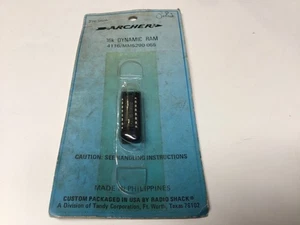 ARCHER
16k DYNAMIC RAM
CAUTION: SEE HANDLING INSTRUCTIONS
MADE IN PHILIPPINES
CUSTOM PACKAGED IN USA BY RADIO SHACK
A Division of Tandy Corporation, Ft. Worth, Texas 76102